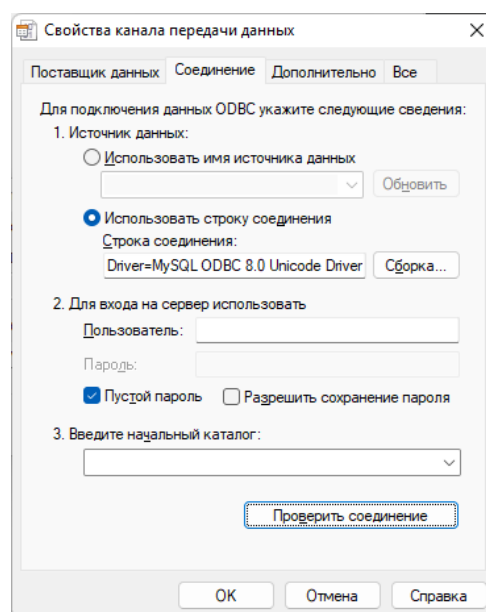 Свойства канала передачи данных
Поставщик данных Соединение Дополнительно Все
Для подключения данных ODBC укажите следующие сведения:
1. Источник данных:
Использовать имя источника данных
Обновить
Использовать строку соединения
Строка соединения:
Driver=MySQL ODBC 8.0 Unicode Driver Сборка...
2. Для входа на сервер использовать
Пользователь:
Пароль:
Пустой пароль Разрешить сохранение пароля
3. Введите начальный каталог:
Проверить соединение
ОК Отмена Справка